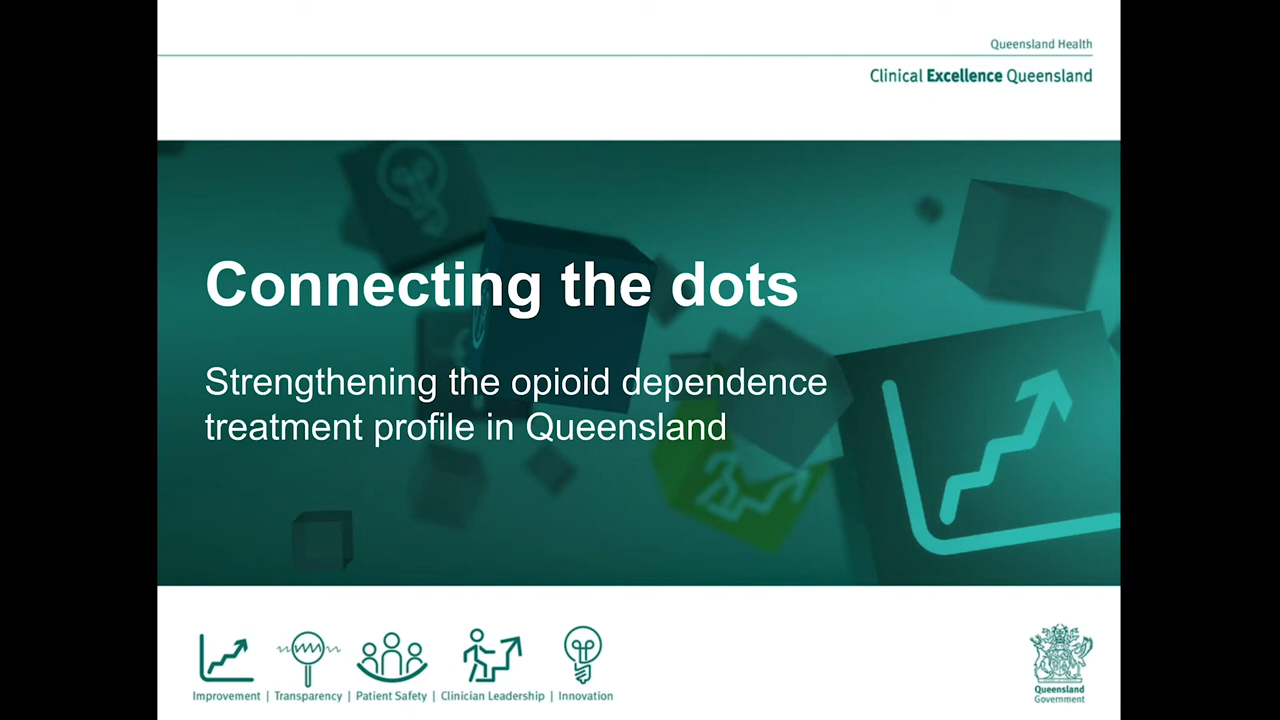 Queensland Health
Clinical Excellence Queensland
Connecting the dots
Strengthening the opioid dependence
treatment profile in Queensland
Improvement | Transparency | Patient Safety | Clinician Leadership | Innovation
Queensland
Government